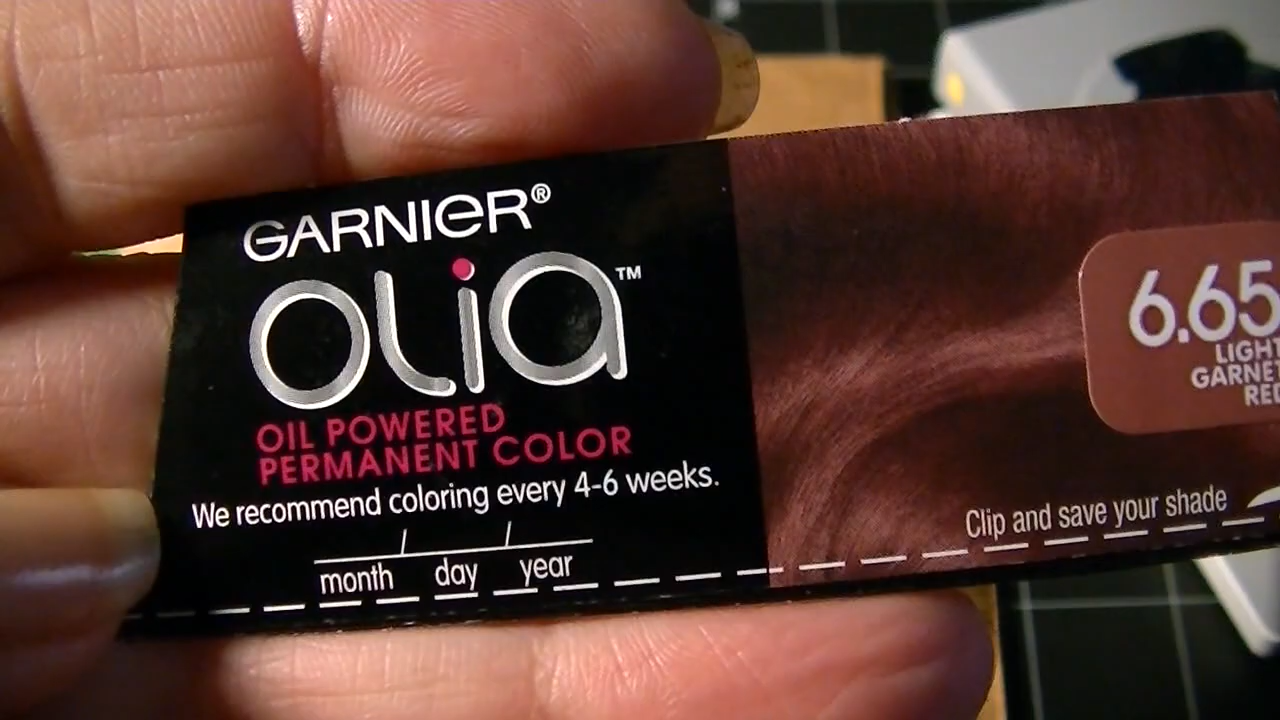 GARNIER®
OLIA™
OIL POWERED
PERMANENT COLOR
We recommend coloring every 4-6 weeks.
month day year
6.65
LIGHT
GARNET
RED
Clip and save your shade